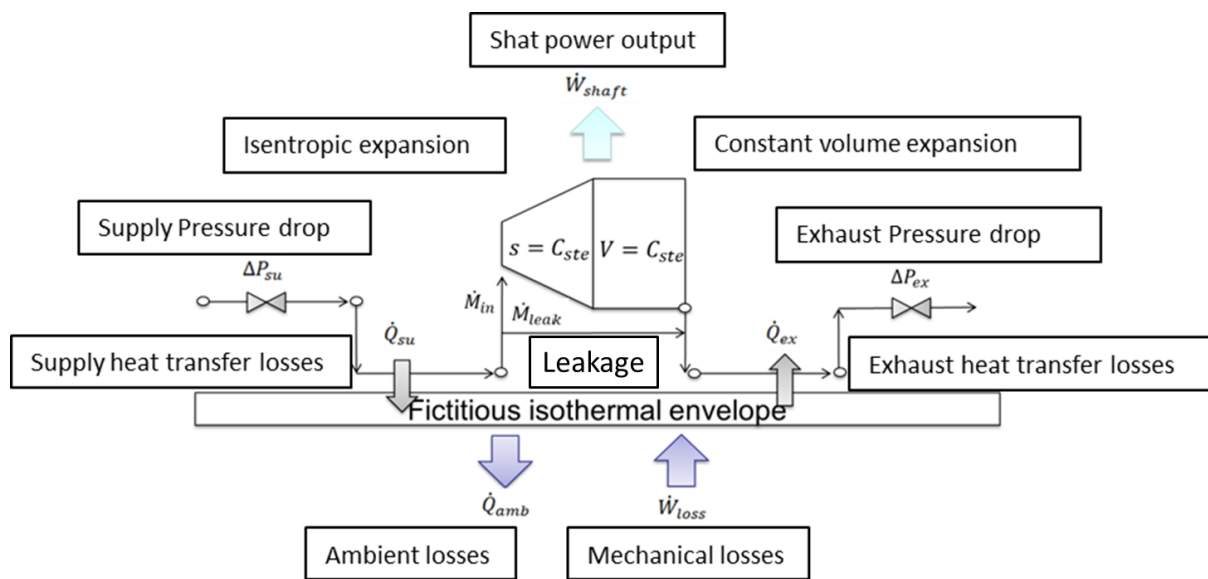 Shat power output
Ẇshaft
Isentropic expansion
Constant volume expansion
Supply Pressure drop
Exhaust Pressure drop
s = Cste
V = Cste
ΔPsu
ΔPex
Ṁin
Ṁleak
Q̇su
Q̇ex
Supply heat transfer losses
Leakage
Exhaust heat transfer losses
Fictitious isothermal envelope
Q̇amb
Ẇloss
Ambient losses
Mechanical losses